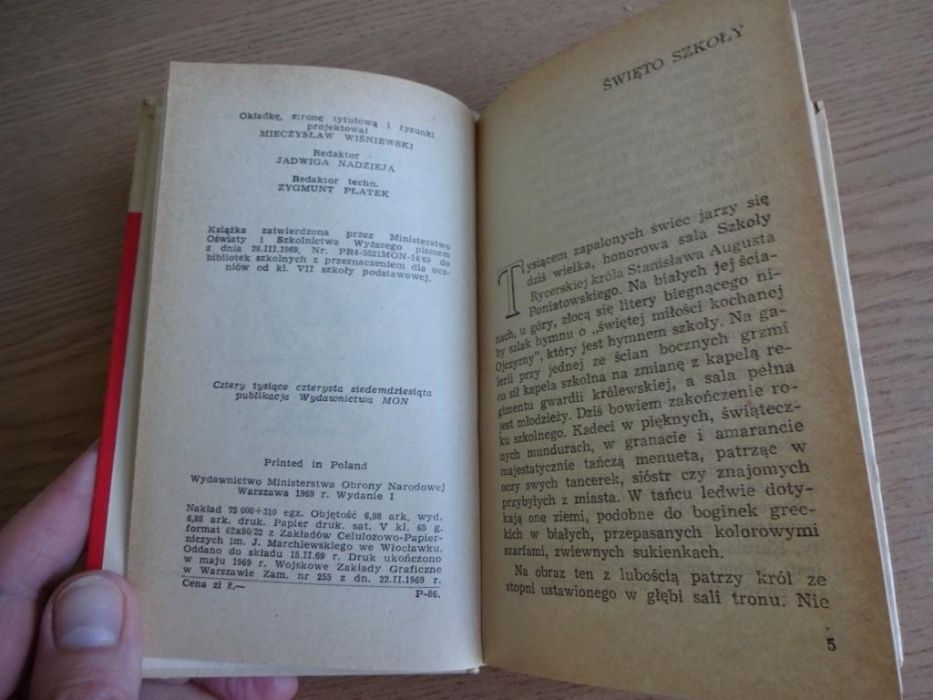 Okładkę, stronę tytułową i rysunki
projektował
MIECZYSŁAW WIŚNIEWSKI
Redaktor
JADWIGA NADZIEJA
Redaktor techn.
ZYGMUNT PŁATEK
Książka zatwierdzona przez Ministerstwo
Oświaty i Szkolnictwa Wyższego pismem
z dnia 28.III.1969, Nr. PR4-5521MON-14/69 do
bibliotek szkolnych z przeznaczeniem dla ucz-
niów od kl. VII szkoły podstawowej.
Cztery tysiące czterysta siedemdziesiąta
publikacja Wydawnictwa MON
Printed in Poland
Wydawnictwo Ministerstwa Obrony Narodowej
Warszawa 1969 r. Wydanie I
Nakład 75 000+310 egz. Objętość 6,98 ark. wyd.
6,88 ark. druk. Papier druk. sat. V kl. 65 g.
format 62x80/32 z Zakładów Celulozowo-Papier-
niczych im. J. Marchlewskiego we Włocławku.
Oddano do składu 15.II.69 r. Druk ukończono
w maju 1969 r. Wojskowe Zakłady Graficzne
w Warszawie Zam. nr 255 z dn. 22.II.1969 r.
Cena zł 8.—
P-86.
ŚWIĘTO SZKOŁY
Tysiącem zapalonych świec jarzy się
dziś wielka, honorowa sala Szkoły
Rycerskiej króla Stanisława Augusta
Poniatowskiego. Na białych jej ścia-
nach, u góry, złocą się litery biegnącego ni-
by szlak hymnu o „świętej miłości kochanej
Ojczyzny", który jest hymnem szkoły. Na ga-
lerii przy jednej ze ścian bocznych grzmi
co sił kapela szkolna na zmianę z kapelą re-
gimentu gwardii królewskiej, a sala pełna
jest młodzieży. Dziś bowiem zakończenie ro-
ku szkolnego. Kadeci w pięknych, świątecz-
nych mundurach, w granacie i amarancie
majestatycznie tańczą menueta, patrząc w
oczy swych tancerek, sióstr czy znajomych
przybyłych z miasta. W tańcu ledwie doty-
kają one ziemi, podobne do boginek grec-
kich w białych, przepasanych kolorowymi
szarfami, zwiewnych sukienkach.
Na obraz ten z lubością patrzy król ze
stopni ustawionego w głębi sali tronu. Nie
5